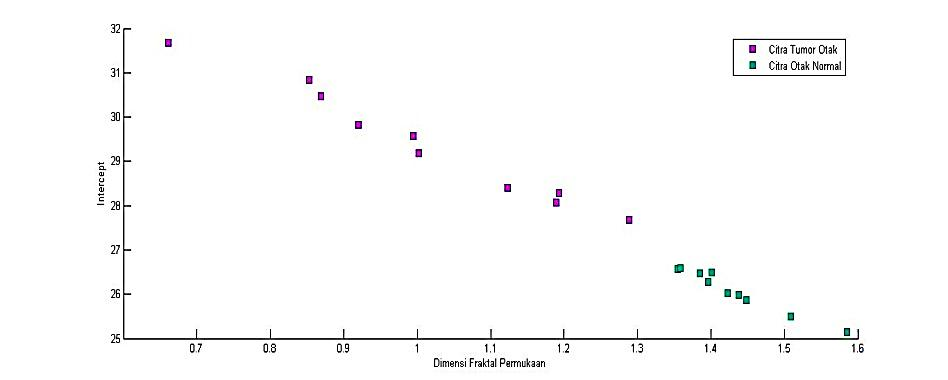 32
31
30
29
28
27
26
25
Intercept
Citra Tumor Otak
Citra Otak Normal
0.7 0.8 0.9 1 1.1 1.2 1.3 1.4 1.5 1.6
Dimensi Fraktal Permukaan